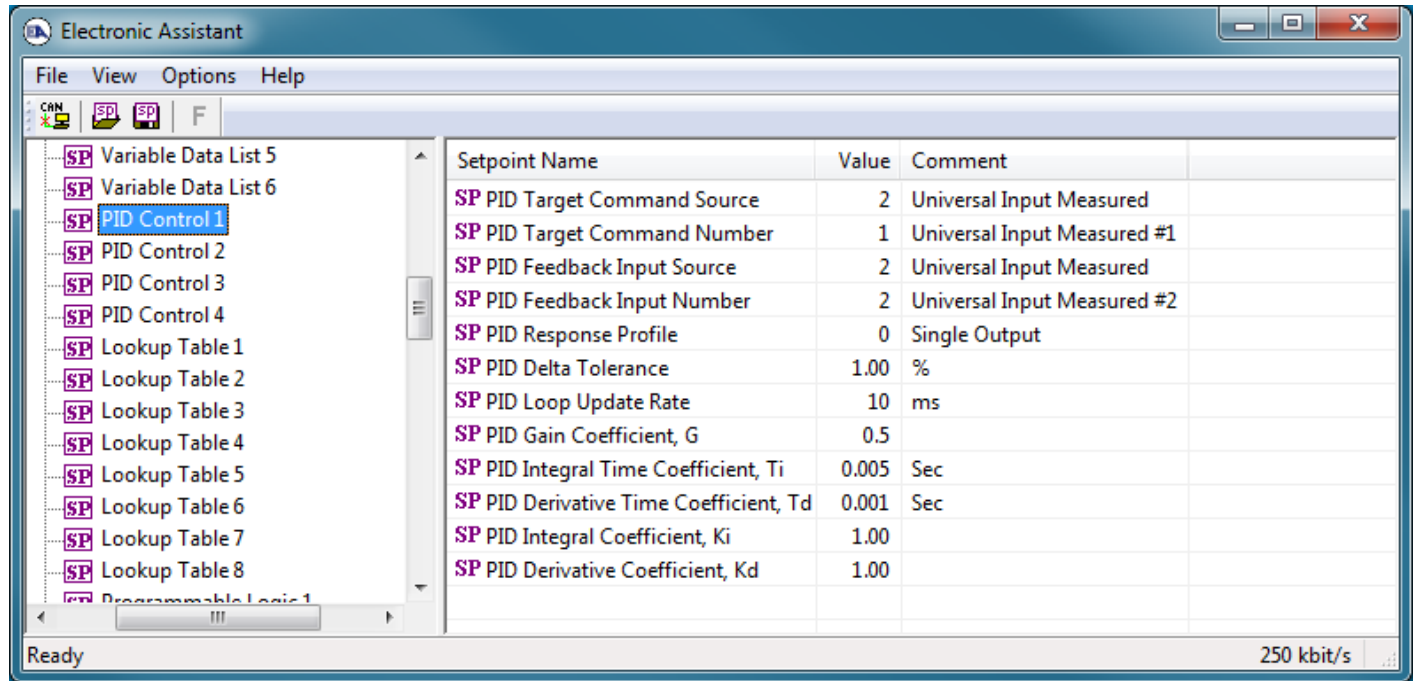 Electronic Assistant
File View Options Help
CAN SP SP F
SP Variable Data List 5
SP Variable Data List 6
SP PID Control 1
SP PID Control 2
SP PID Control 3
SP PID Control 4
SP Lookup Table 1
SP Lookup Table 2
SP Lookup Table 3
SP Lookup Table 4
SP Lookup Table 5
SP Lookup Table 6
SP Lookup Table 7
SP Lookup Table 8
SP Programmable Logic 1
Setpoint Name Value Comment
SP PID Target Command Source 2 Universal Input Measured
SP PID Target Command Number 1 Universal Input Measured #1
SP PID Feedback Input Source 2 Universal Input Measured
SP PID Feedback Input Number 2 Universal Input Measured #2
SP PID Response Profile 0 Single Output
SP PID Delta Tolerance 1.00 %
SP PID Loop Update Rate 10 ms
SP PID Gain Coefficient, G 0.5
SP PID Integral Time Coefficient, Ti 0.005 Sec
SP PID Derivative Time Coefficient, Td 0.001 Sec
SP PID Integral Coefficient, Ki 1.00
SP PID Derivative Coefficient, Kd 1.00
Ready 250 kbit/s